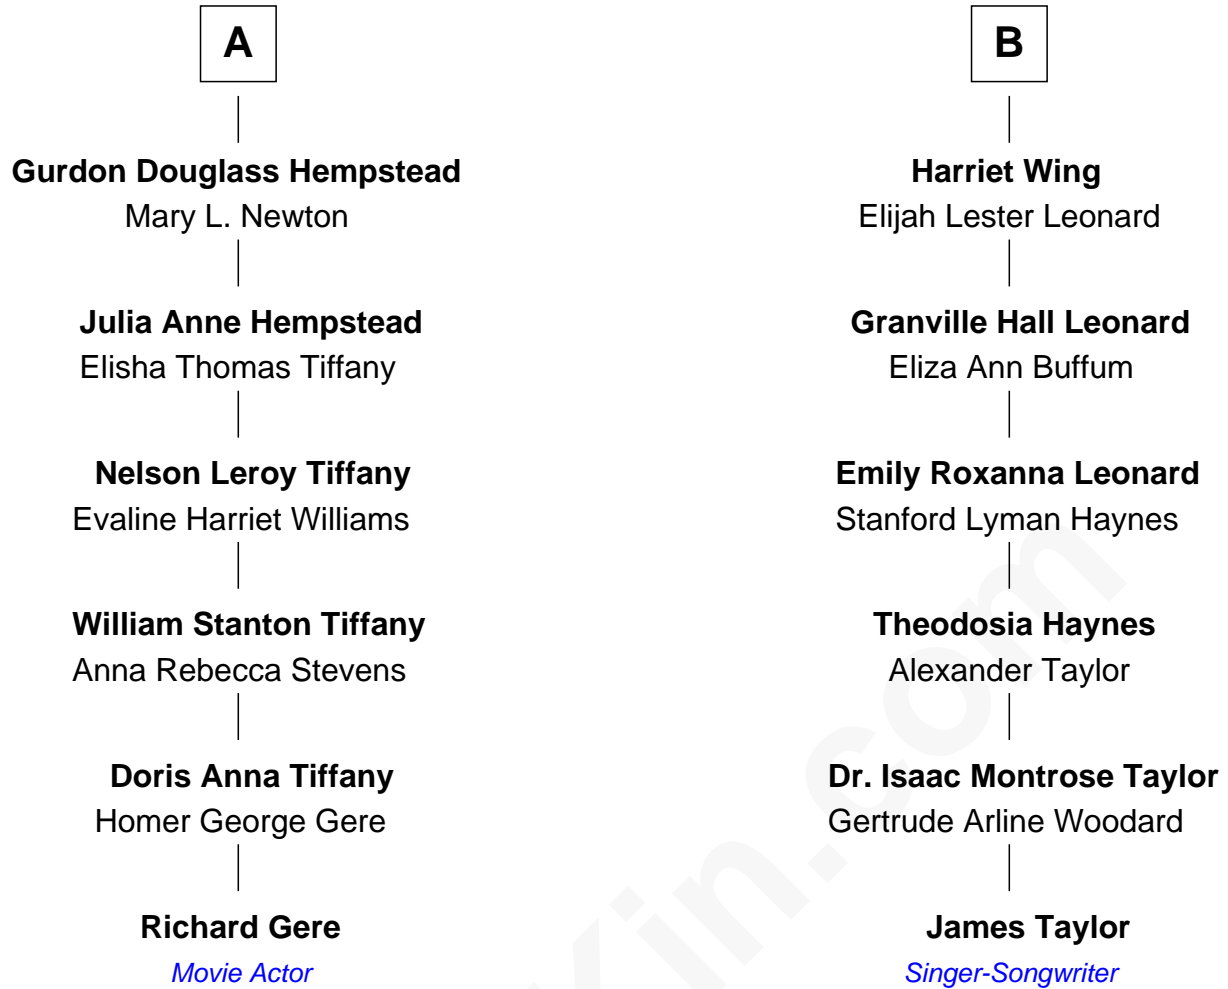 A
Gurdon Douglass Hempstead
Mary L. Newton
Julia Anne Hempstead
Elisha Thomas Tiffany
Nelson Leroy Tiffany
Evaline Harriet Williams
William Stanton Tiffany
Anna Rebecca Stevens
Doris Anna Tiffany
Homer George Gere
Richard Gere
Movie Actor
B
Harriet Wing
Elijah Lester Leonard
Granville Hall Leonard
Eliza Ann Buffum
Emily Roxanna Leonard
Stanford Lyman Haynes
Theodosia Haynes
Alexander Taylor
Dr. Isaac Montrose Taylor
Gertrude Arline Woodard
James Taylor
Singer-Songwriter
Kin.com